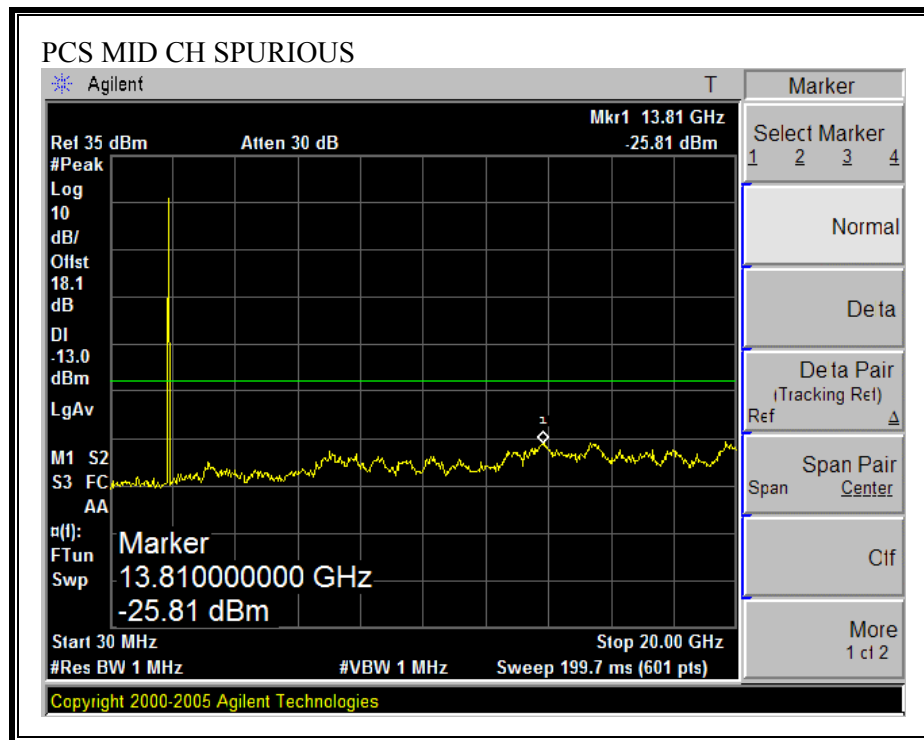 PCS MID CH SPURIOUS
Agilent T
Marker
Mkr1 13.81 GHz
Ref 35 dBm Atten 30 dB -25.81 dBm
#Peak
Log
10
dB/
Offst
18.1
dB
DI
-13.0
dBm
LgAv
M1 S2
S3 FC
AA
¤(f):
FTun
Swp
1
Marker
13.810000000 GHz
-25.81 dBm
Start 30 MHz Stop 20.00 GHz
#Res BW 1 MHz #VBW 1 MHz Sweep 199.7 ms (601 pts)
Copyright 2000-2005 Agilent Technologies
Select Marker
1 2 3 4
Normal
Delta
Delta Pair
(Tracking Ref)
Ref Δ
Span Pair
Span Center
Off
More
1 of 2